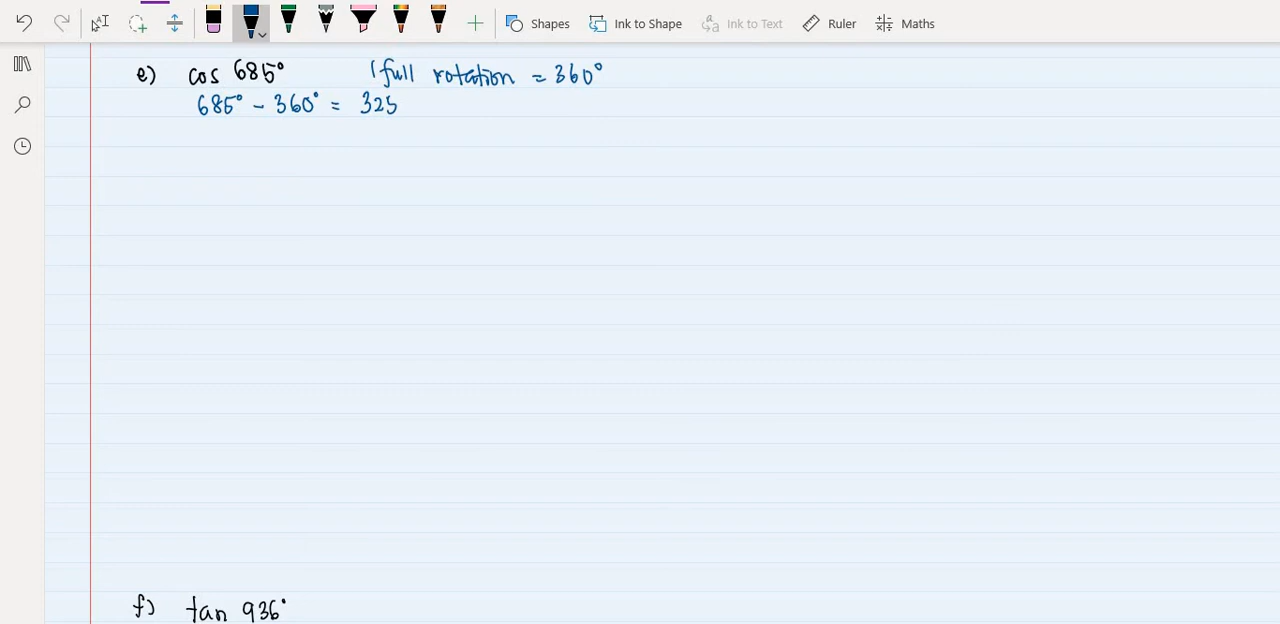 Shapes Ink to Shape Ink to Text Ruler Maths
e) cos 685° 1 full rotation = 360°
685° - 360° = 325
f) tan 936°